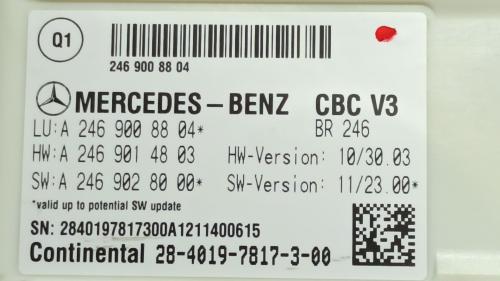 Q1
246 900 88 04
MERCEDES-BENZ CBC V3
LU:A 246 900 88 04* BR 246
HW:A 246 901 48 03 HW-Version: 10/30.03
SW:A 246 902 80 00* SW-Version: 11/23.00*
*valid up to potential SW update
SN: 2840197817300A1211400615
Continental 28-4019-7817-3-00